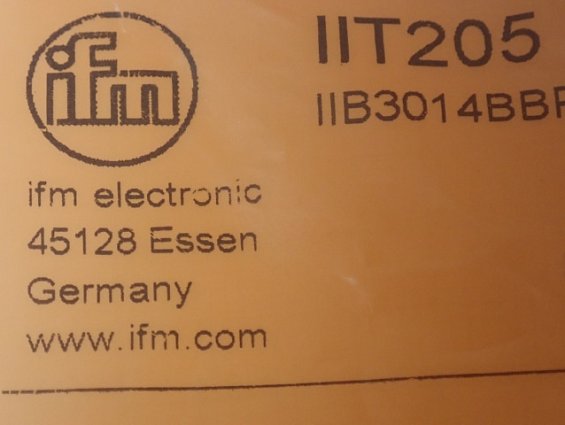 ifm
IIT205
IIB3014BBP
ifm electronic
45128 Essen
Germany
www.ifm.com